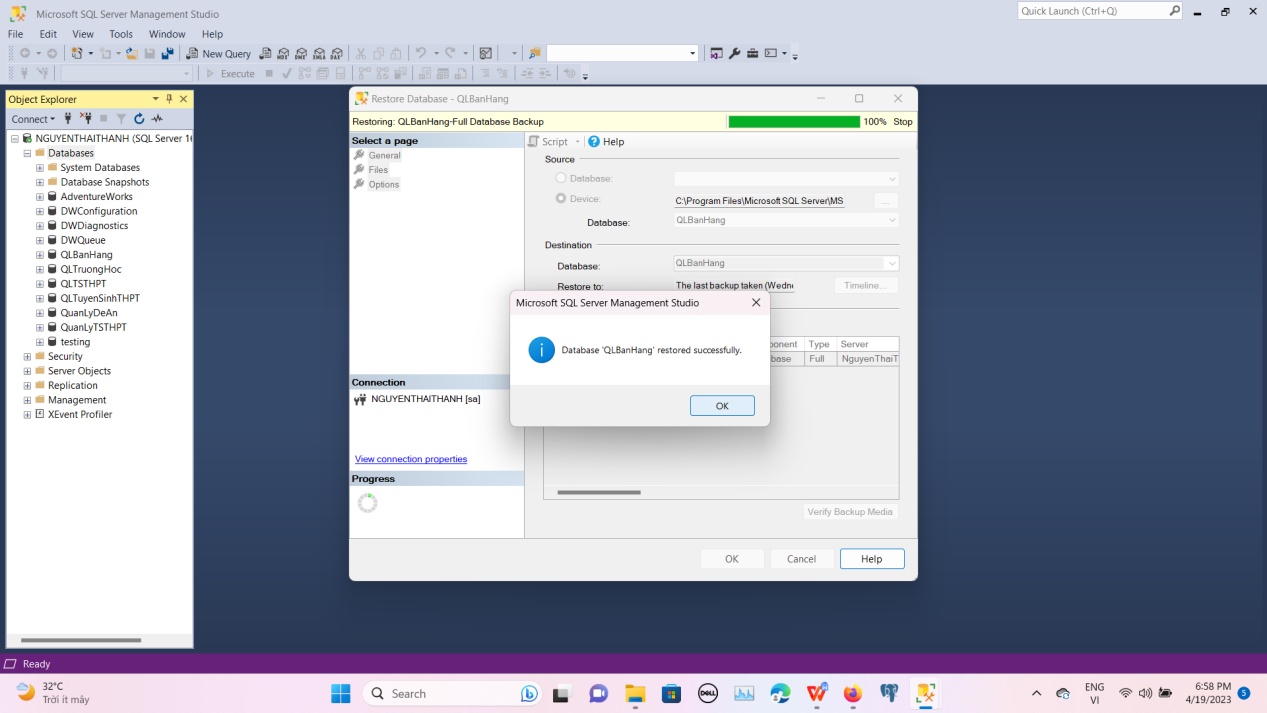 Microsoft SQL Server Management Studio
Quick Launch (Ctrl+Q)
File Edit View Tools Window Help
New Query
Execute
Object Explorer
Connect
NGUYENTHAITHANH (SQL Server 16
Databases
System Databases
Database Snapshots
AdventureWorks
DWConfiguration
DWDiagnostics
DWQueue
QLBanHang
QLTruongHoc
QLTSTHPT
QLTuyenSinhTHPT
QuanLyDeAn
QuanLyTSTHPT
testing
Security
Server Objects
Replication
Management
XEvent Profiler
Restore Database - QLBanHang
Restoring: QLBanHang-Full Database Backup
100% Stop
Select a page
General
Files
Options
Script Help
Source
Database:
Device:
C:\Program Files\Microsoft SQL Server\MS
...
Database:
QLBanHang
Destination
Database:
QLBanHang
Restore to:
The last backup taken (Wedne
Timeline...
ponent Type Server
base Full NguyenThaiT
Microsoft SQL Server Management Studio
Database 'QLBanHang' restored successfully.
OK
Connection
NGUYENTHAITHANH [sa]
View connection properties
Progress
Verify Backup Media
OK Cancel Help
Ready
32°C
Trời ít mây
Search
DELL
ENG
VI
6:58 PM
4/19/2023
5